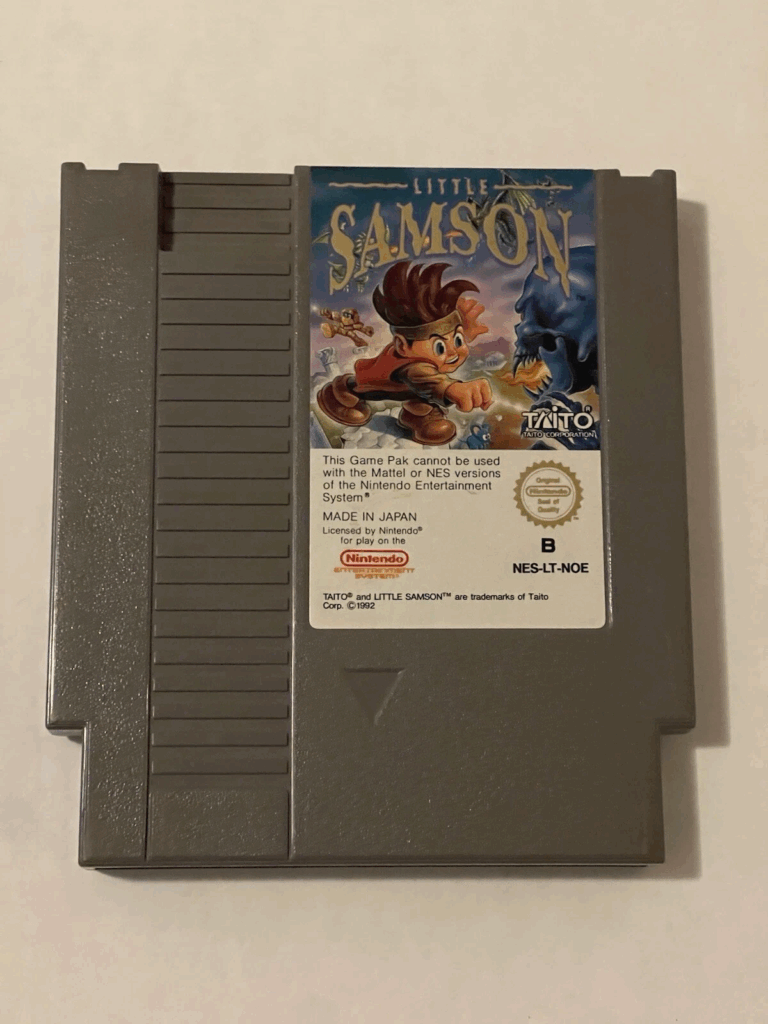 LITTLE
SAMSON
TAITO
TAITO CORPORATION
This Game Pak cannot be used
with the Mattel or NES versions
of the Nintendo Entertainment
System®
MADE IN JAPAN
Licensed by Nintendo®
for play on the
Nintendo
ENTERTAINMENT
SYSTEM
Original
Nintendo
Seal of
Quality
TM
B
NES-LT-NOE
TAITO® and LITTLE SAMSON™ are trademarks of Taito
Corp. ©1992